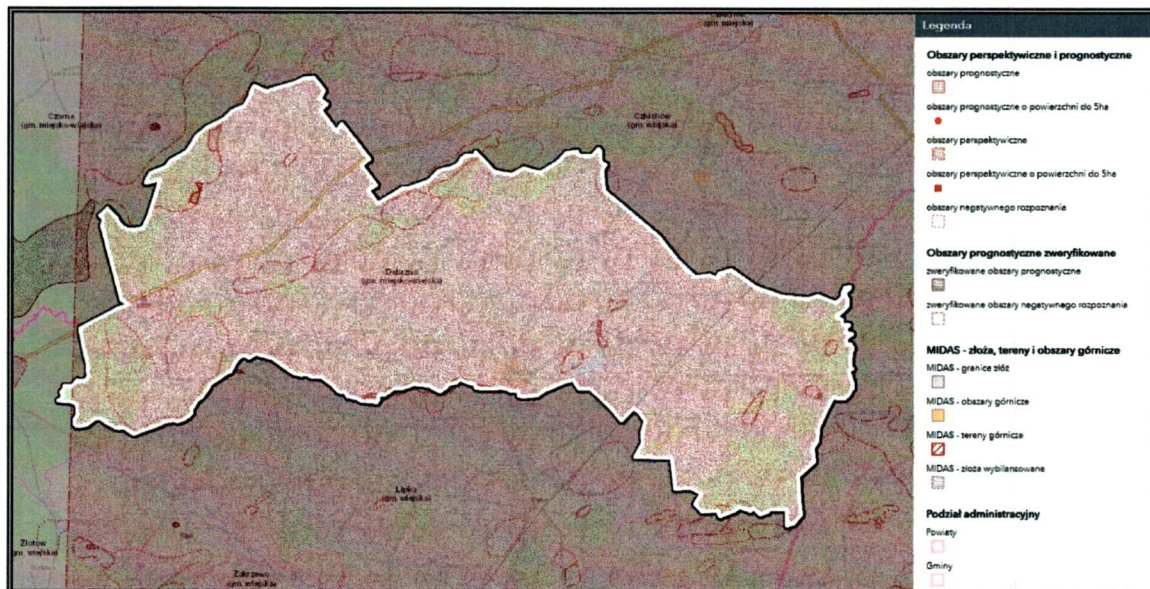 Czarne
(gm. miejsko-wiejska)
Człuchów
(gm. wiejska)
Debrzno
(gm. miejsko-wiejska)
Lipka
(gm. wiejska)
Złotów
gm. wiejska)
Zakrzewo
(gm. wiejska)
Legenda
Obszary perspektywiczne i prognostyczne
obszary prognostyczne
obszary prognostyczne o powierzchni do 5ha
obszary perspektywiczne
obszary perspektywiczne o powierzchni do 5ha
obszary negatywnego rozpoznania
Obszary prognostyczne zweryfikowane
zweryfikowane obszary prognostyczne
zweryfikowane obszary negatywnego rozpoznania
MIDAS - złoża, tereny i obszary górnicze
MIDAS - granice złóż
MIDAS - obszary górnicze
MIDAS - tereny górnicze
MIDAS - złoża wybilansowane
Podział administracyjny
Powiaty
Gminy